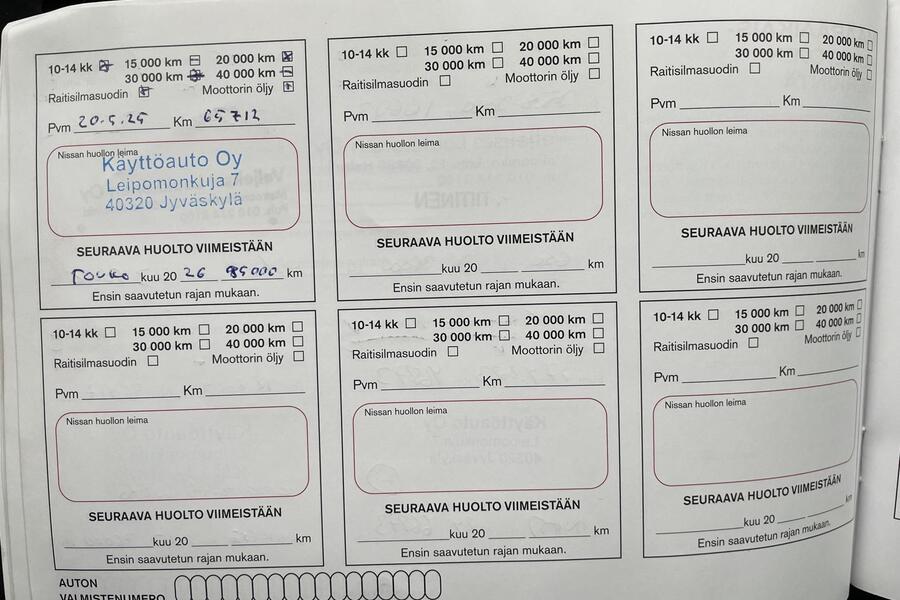 10-14 kk 15 000 km 20 000 km
30 000 km 40 000 km
Raitisilmasuodin Moottorin öljy
Pvm 20.5.25 Km 65712
Nissan huollon leima
Käyttöauto Oy
Leipomonkuja 7
40320 Jyväskylä
SEURAAVA HUOLTO VIIMEISTÄÄN
Touko kuu 20 26 95000 km
Ensin saavutetun rajan mukaan.
10-14 kk 15 000 km 20 000 km
30 000 km 40 000 km
Raitisilmasuodin Moottorin öljy
Pvm Km
Nissan huollon leima
SEURAAVA HUOLTO VIIMEISTÄÄN
kuu 20 km
Ensin saavutetun rajan mukaan.
10-14 kk 15 000 km 20 000 km
30 000 km 40 000 km
Raitisilmasuodin Moottorin öljy
Pvm Km
Nissan huollon leima
SEURAAVA HUOLTO VIIMEISTÄÄN
kuu 20 km
Ensin saavutetun rajan mukaan.
10-14 kk 15 000 km 20 000 km
30 000 km 40 000 km
Raitisilmasuodin Moottorin öljy
Pvm Km
Nissan huollon leima
SEURAAVA HUOLTO VIIMEISTÄÄN
kuu 20 km
Ensin saavutetun rajan mukaan.
10-14 kk 15 000 km 20 000 km
30 000 km 40 000 km
Raitisilmasuodin Moottorin öljy
Pvm Km
Nissan huollon leima
SEURAAVA HUOLTO VIIMEISTÄÄN
kuu 20 km
Ensin saavutetun rajan mukaan.
10-14 kk 15 000 km 20 000 km
30 000 km 40 000 km
Raitisilmasuodin Moottorin öljy
Pvm Km
Nissan huollon leima
SEURAAVA HUOLTO VIIMEISTÄÄN
kuu 20 km
Ensin saavutetun rajan mukaan.
AUTON
VALMISTENUMERO